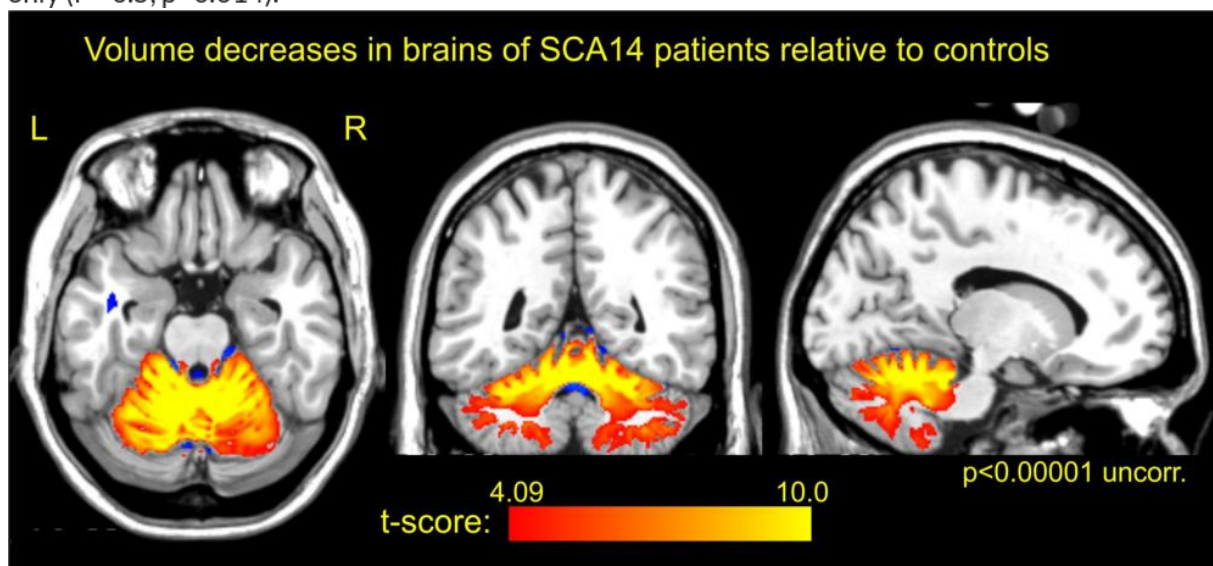 Volume decreases in brains of SCA14 patients relative to controls
L
R
p<0.00001 uncorr.
4.09
10.0
t-score: